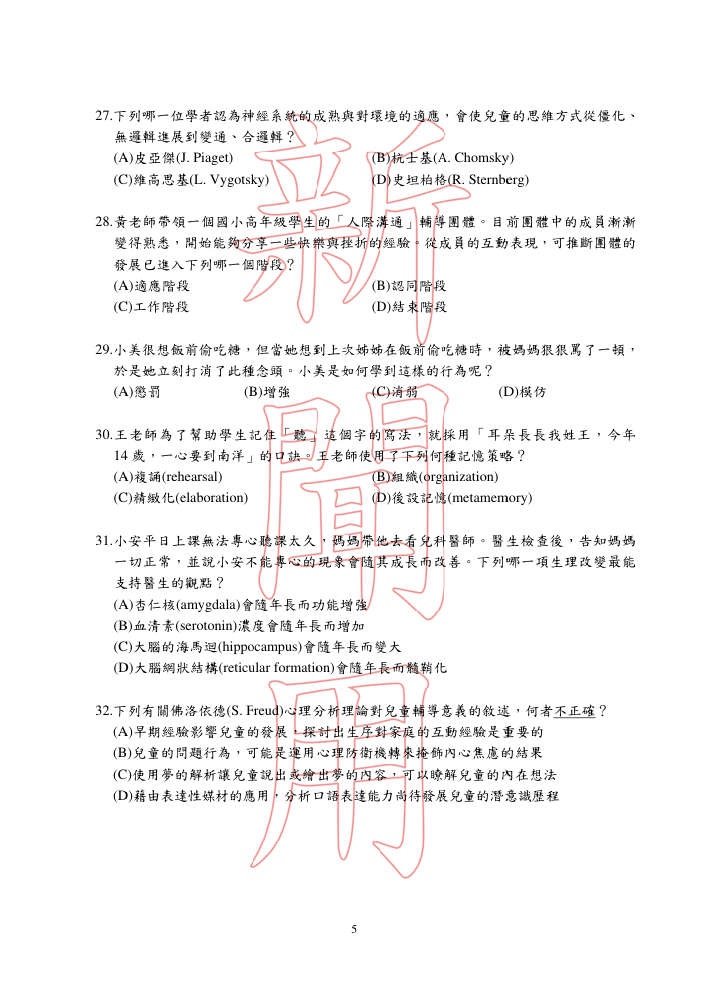 27.下列哪一位學者認為神經系統的成熟與對環境的適應，會使兒童的思維方式從僵化、
無邏輯進展到變通、合邏輯？
(A)皮亞傑(J. Piaget) (B)杭士基(A. Chomsky)
(C)維高思基(L. Vygotsky) (D)史坦柏格(R. Sternberg)
28.黃老師帶領一個國小高年級學生的「人際溝通」輔導團體。目前團體中的成員漸漸
變得熟悉，開始能夠分享一些快樂與挫折的經驗。從成員的互動表現，可推斷團體的
發展已進入下列哪一個階段？
(A)適應階段 (B)認同階段
(C)工作階段 (D)結束階段
29.小美很想飯前偷吃糖，但當她想到上次姊姊在飯前偷吃糖時，被媽媽狠狠罵了一頓，
於是她立刻打消了此種念頭。小美是如何學到這樣的行為呢？
(A)懲罰 (B)增強 (C)消弱 (D)模仿
30.王老師為了幫助學生記住「聽」這個字的寫法，就採用「耳朵長長我姓王，今年
14 歲，一心要到南洋」的口訣。王老師使用了下列何種記憶策略？
(A)複誦(rehearsal) (B)組織(organization)
(C)精緻化(elaboration) (D)後設記憶(metamemory)
31.小安平日上課無法專心聽課太久，媽媽帶他去看兒科醫師。醫生檢查後，告知媽媽
一切正常，並說小安不能專心的現象會隨其成長而改善。下列哪一項生理改變最能
支持醫生的觀點？
(A)杏仁核(amygdala)會隨年長而功能增強
(B)血清素(serotonin)濃度會隨年長而增加
(C)大腦的海馬迴(hippocampus)會隨年長而變大
(D)大腦網狀結構(reticular formation)會隨年長而髓鞘化
32.下列有關佛洛依德(S. Freud)心理分析理論對兒童輔導意義的敘述，何者不正確？
(A)早期經驗影響兒童的發展，探討出生序對家庭的互動經驗是重要的
(B)兒童的問題行為，可能是運用心理防衛機轉來掩飾內心焦慮的結果
(C)使用夢的解析讓兒童說出或繪出夢的內容，可以瞭解兒童的內在想法
(D)藉由表達性媒材的應用，分析口語表達能力尚待發展兒童的潛意識歷程
新聞用
5